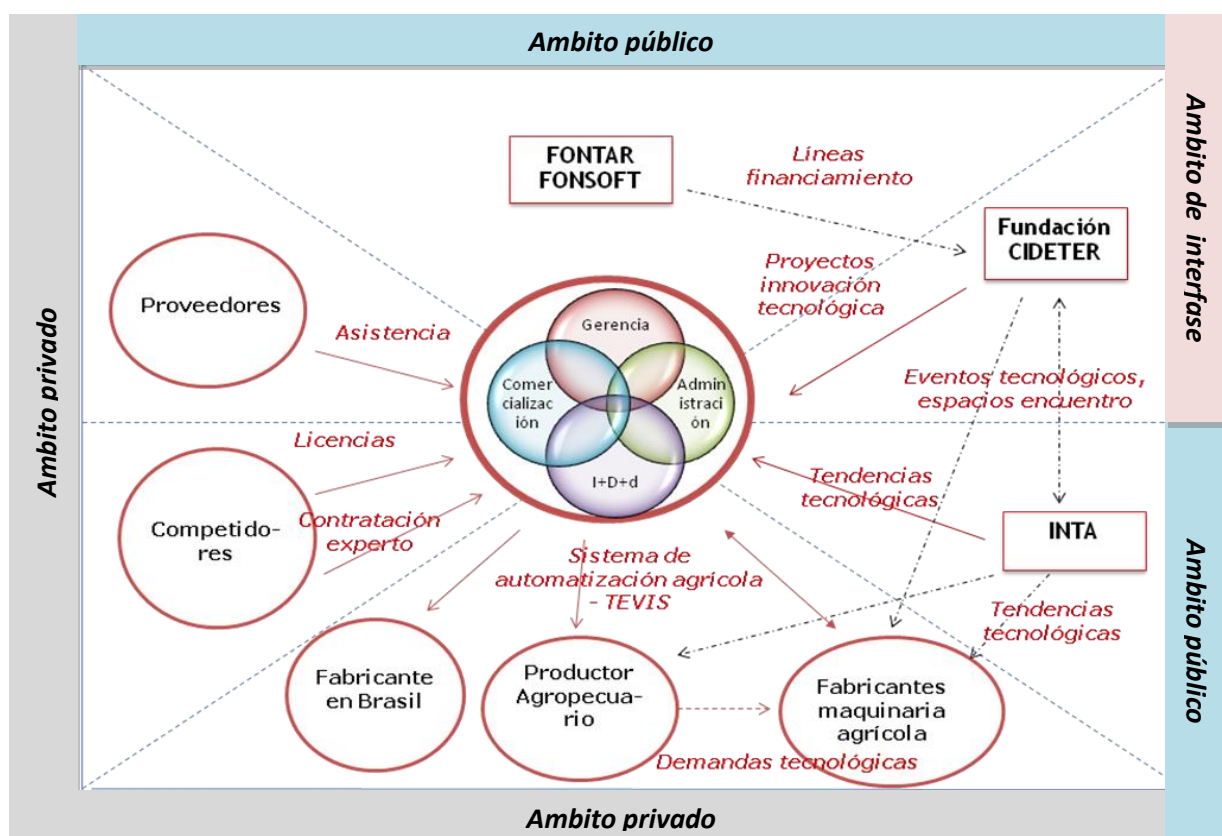 Ambito público
Ambito privado
Ambito de interfase
Ambito público
Ambito privado
FONTAR
FONSOFT
Líneas
financiamiento
Fundación
CIDETER
Proveedores
Asistencia
Proyectos
innovación
tecnológica
Gerencia
Comer
cializa
ción
Admin
istraci
ón
I+D+d
Eventos tecnológicos,
espacios encuentro
Licencias
Competido-
res
Contratación
experto
Tendencias
tecnológicas
INTA
Sistema de
automatización agrícola
- TEVIS
Tendencias
tecnológicas
Fabricante
en Brasil
Productor
Agropecua-
rio
Fabricantes
maquinaria
agrícola
Demandas tecnológicas